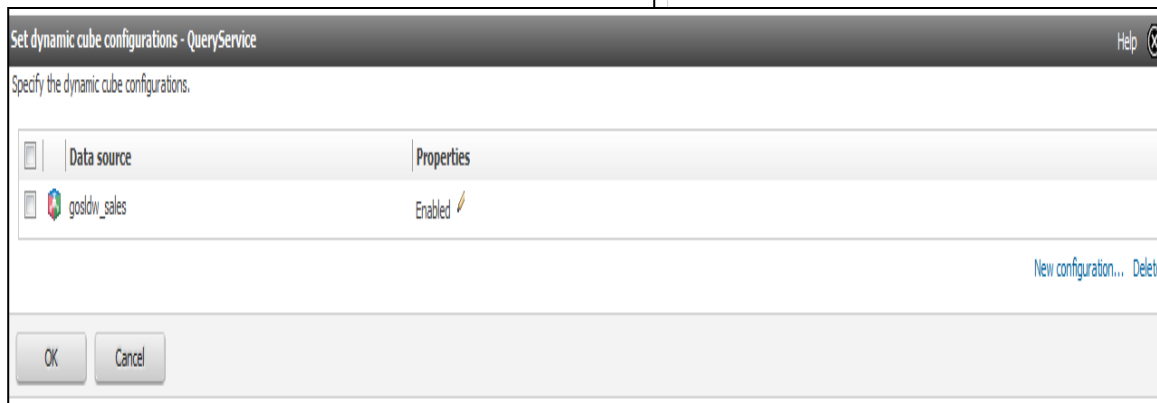 Set dynamic cube configurations - QueryService Help
Specify the dynamic cube configurations.
Data source Properties
gosldw_sales Enabled
New configuration... Delete
OK Cancel